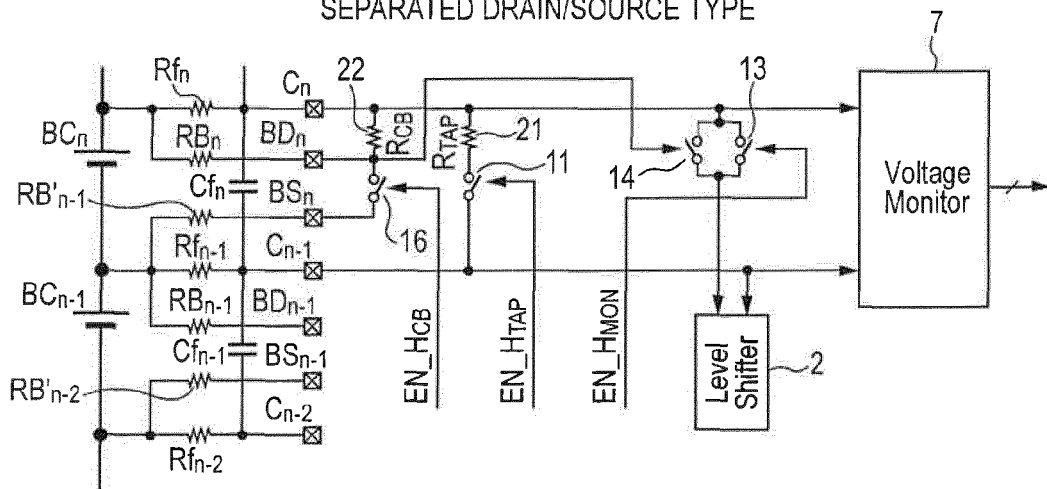 SEPARATED DRAIN/SOURCE TYPE
7
Rfn
Cn
22
13
RBn
BDn
RCB
RTAP
21
11
BCn
14
Voltage
Monitor
RB'n-1
Cfn
BSn
16
Rfn-1
Cn-1
BCn-1
RBn-1
BDn-1
Cfn-1
BSn-1
EN_HCB
EN_HTAP
EN_HMON
Level
Shifter
2
RB'n-2
Cn-2
Rfn-2